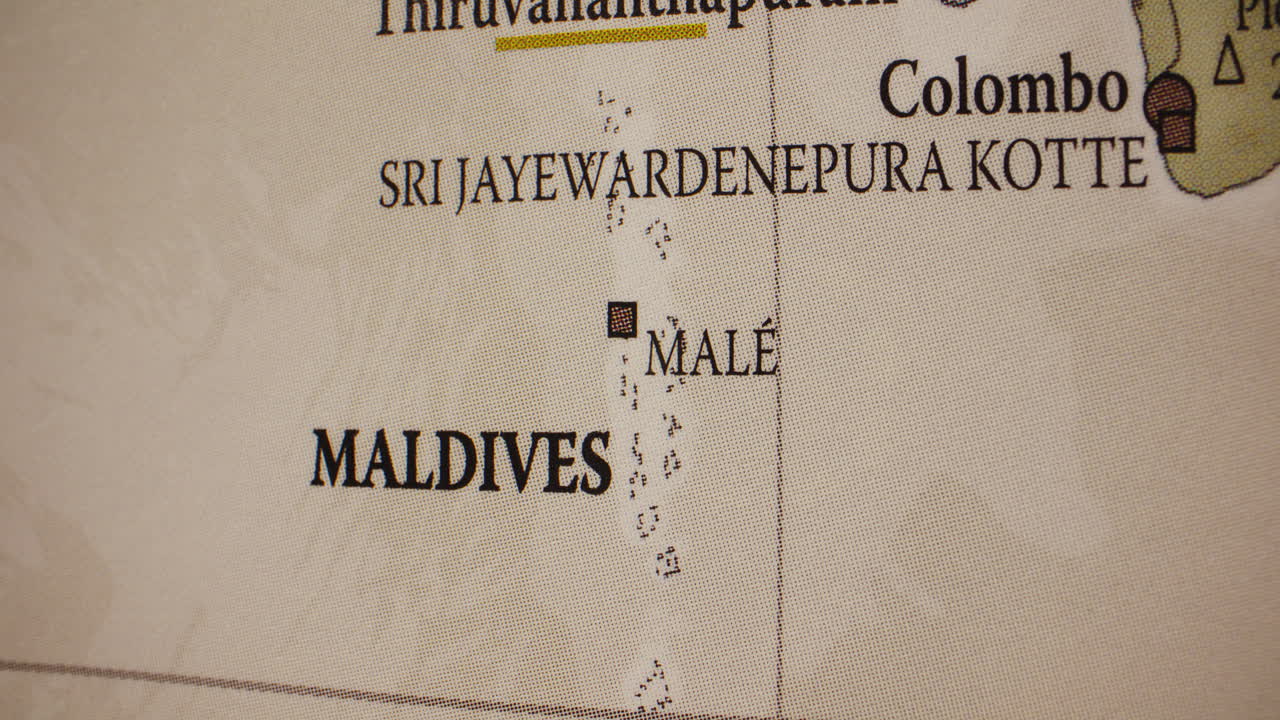 Thiruvananthapuram
Colombo
SRI JAYEWARDENEPURA KOTTE
MALÉ
MALDIVES